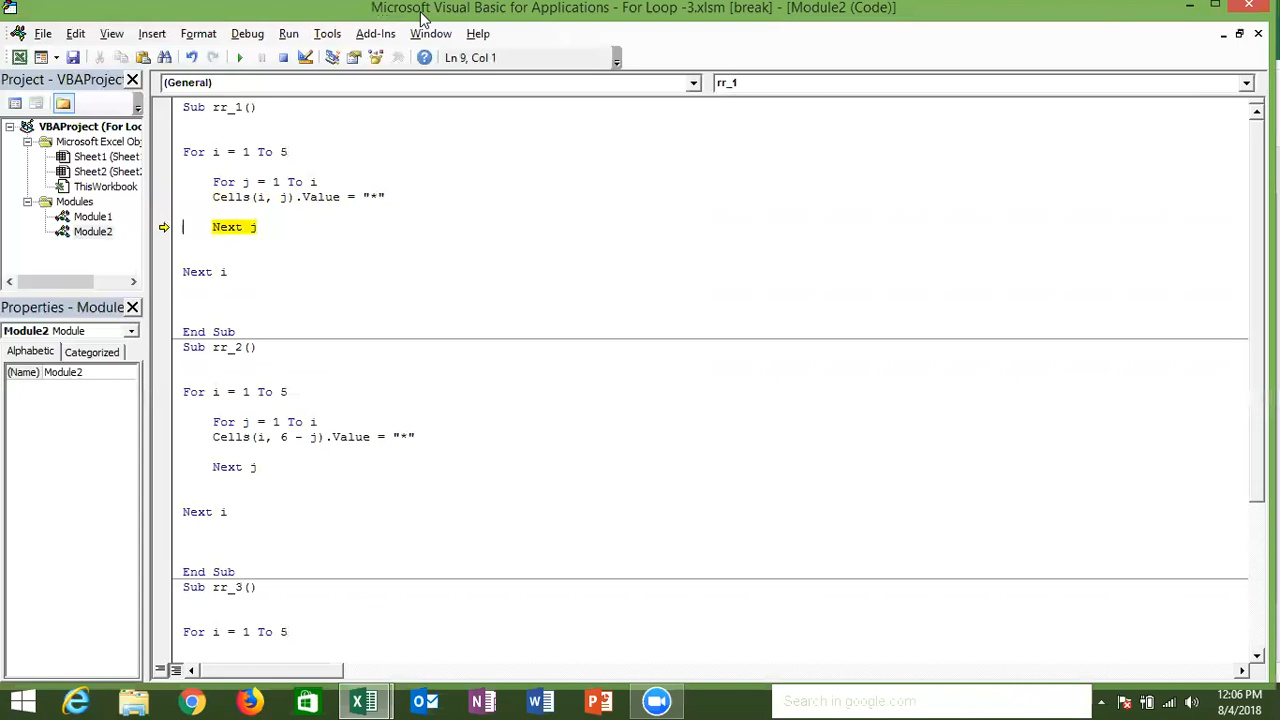 Microsoft Visual Basic for Applications - For Loop -3.xlsm [break] - [Module2 (Code)]
File Edit View Insert Format Debug Run Tools Add-Ins Window Help
Ln 9, Col 1
Project - VBAProject
(General)
rr_1
VBAProject (For Loo
Microsoft Excel Obj
Sheet1 (Sheet
Sheet2 (Sheet2
ThisWorkbook
Modules
Module1
Module2
Properties - Module
Module2 Module
Alphabetic Categorized
(Name) Module2
Sub rr_1()
For i = 1 To 5
For j = 1 To i
Cells(i, j).Value = "*"
Next j
Next i
End Sub
Sub rr_2()
For i = 1 To 5
For j = 1 To i
Cells(i, 6 - j).Value = "*"
Next j
Next i
End Sub
Sub rr_3()
For i = 1 To 5
Search in google.com
12:06 PM
8/4/2018